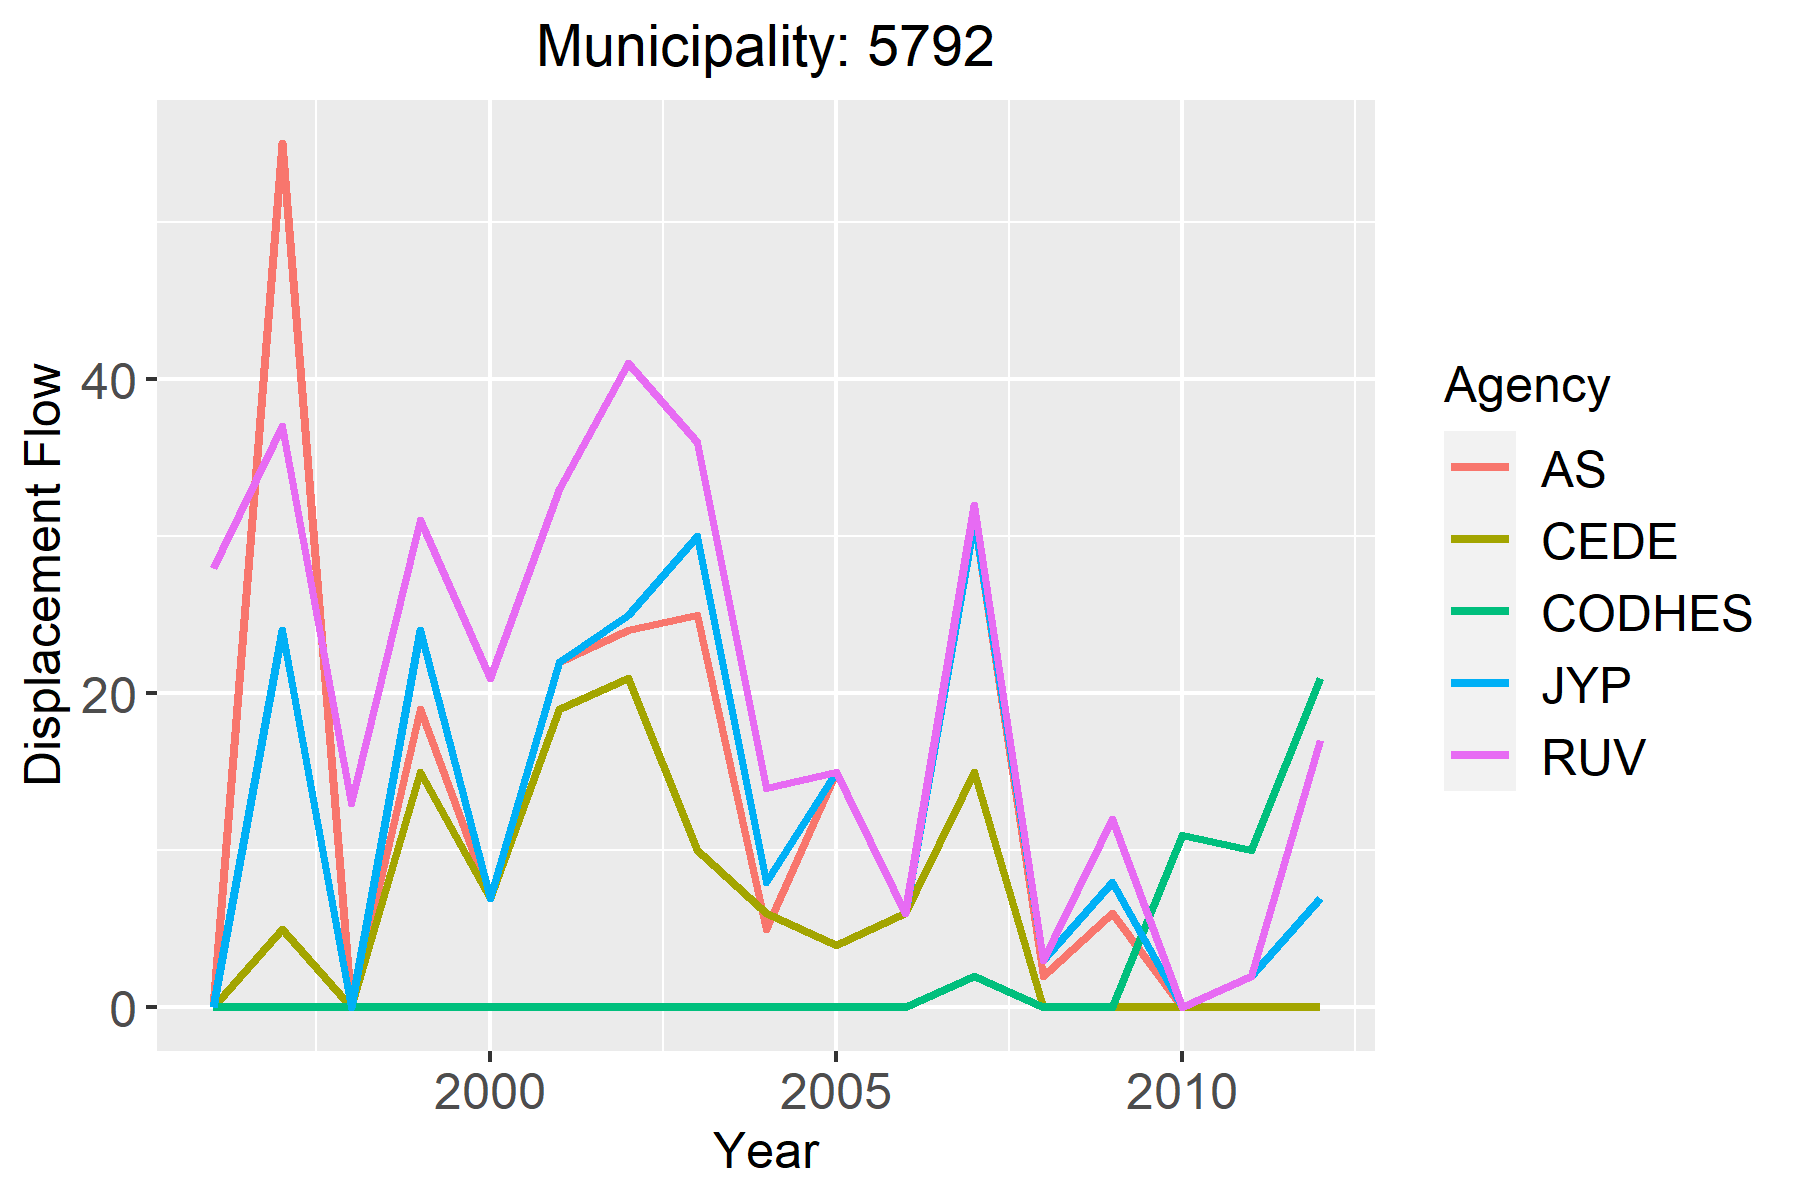 Municipality: 5792
Displacement Flow
40
20
0
2000 2005 2010
Year
Agency
AS
CEDE
CODHES
JYP
RUV